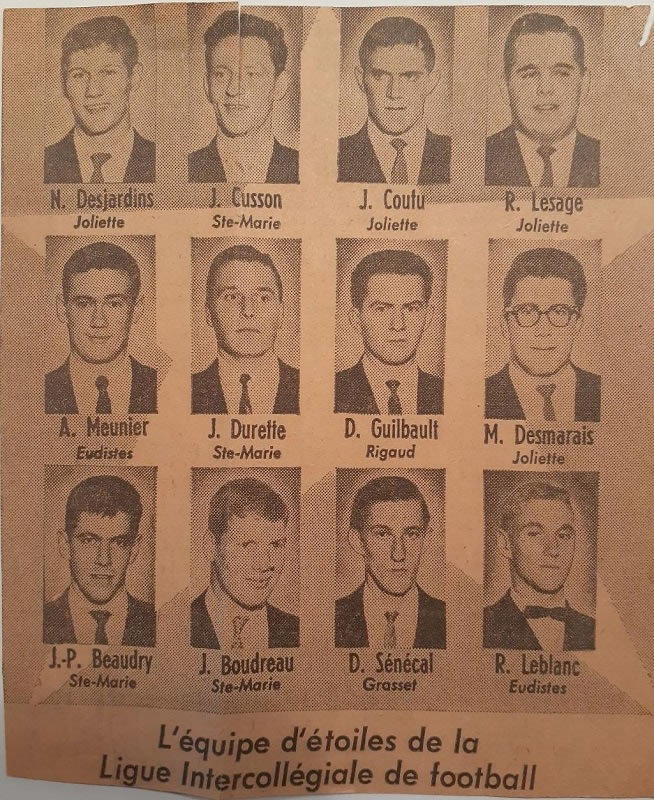 N. Desjardins
Joliette
J. Cusson
Ste-Marie
J. Coutu
Joliette
R. Lesage
Joliette
A. Meunier
Eudistes
J. Durette
Ste-Marie
D. Guilbault
Rigaud
M. Desmarais
Joliette
J.-P. Beaudry
Ste-Marie
J. Boudreau
Ste-Marie
D. Sénécal
Grasset
R. Leblanc
Eudistes
L'équipe d'étoiles de la
Ligue Intercollégiale de football